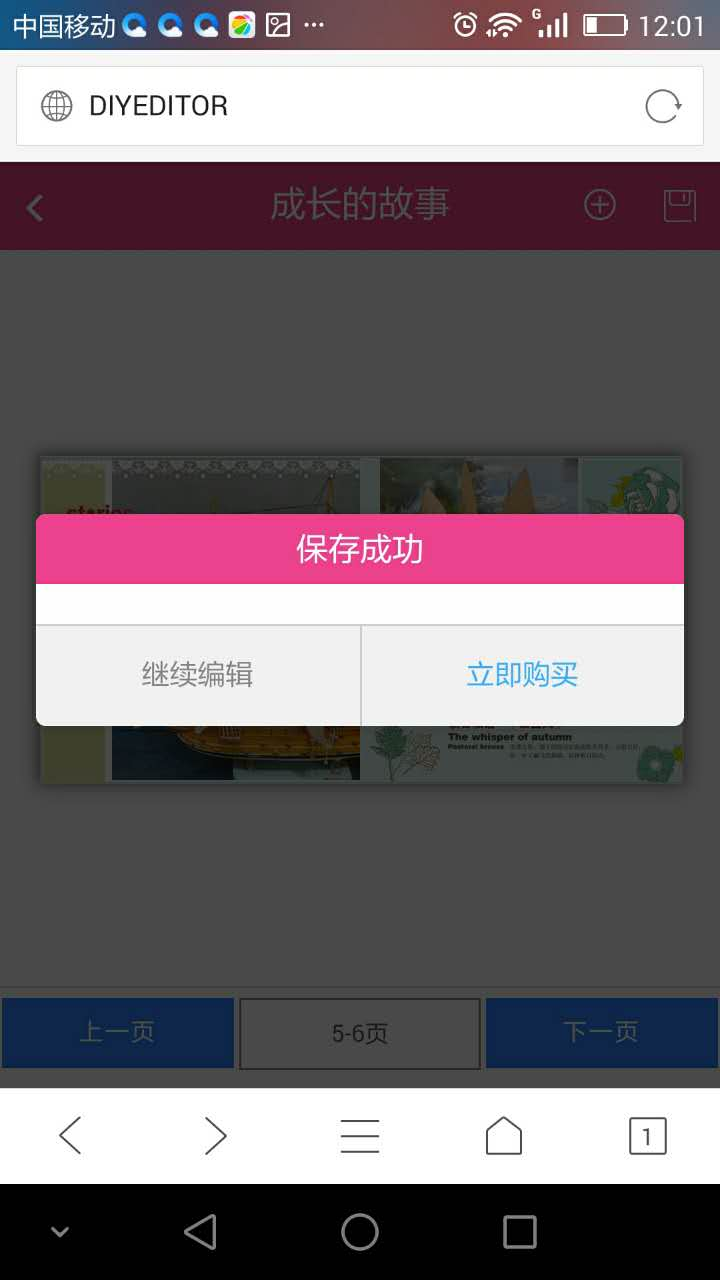 中国移动 ... G 12:01
DIYEDITOR
成长的故事
stories
保存成功
继续编辑 立即购买
The whisper of autumn
上一页 5-6页 下一页
1